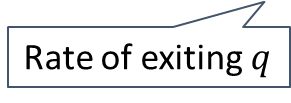 Rate of exiting q